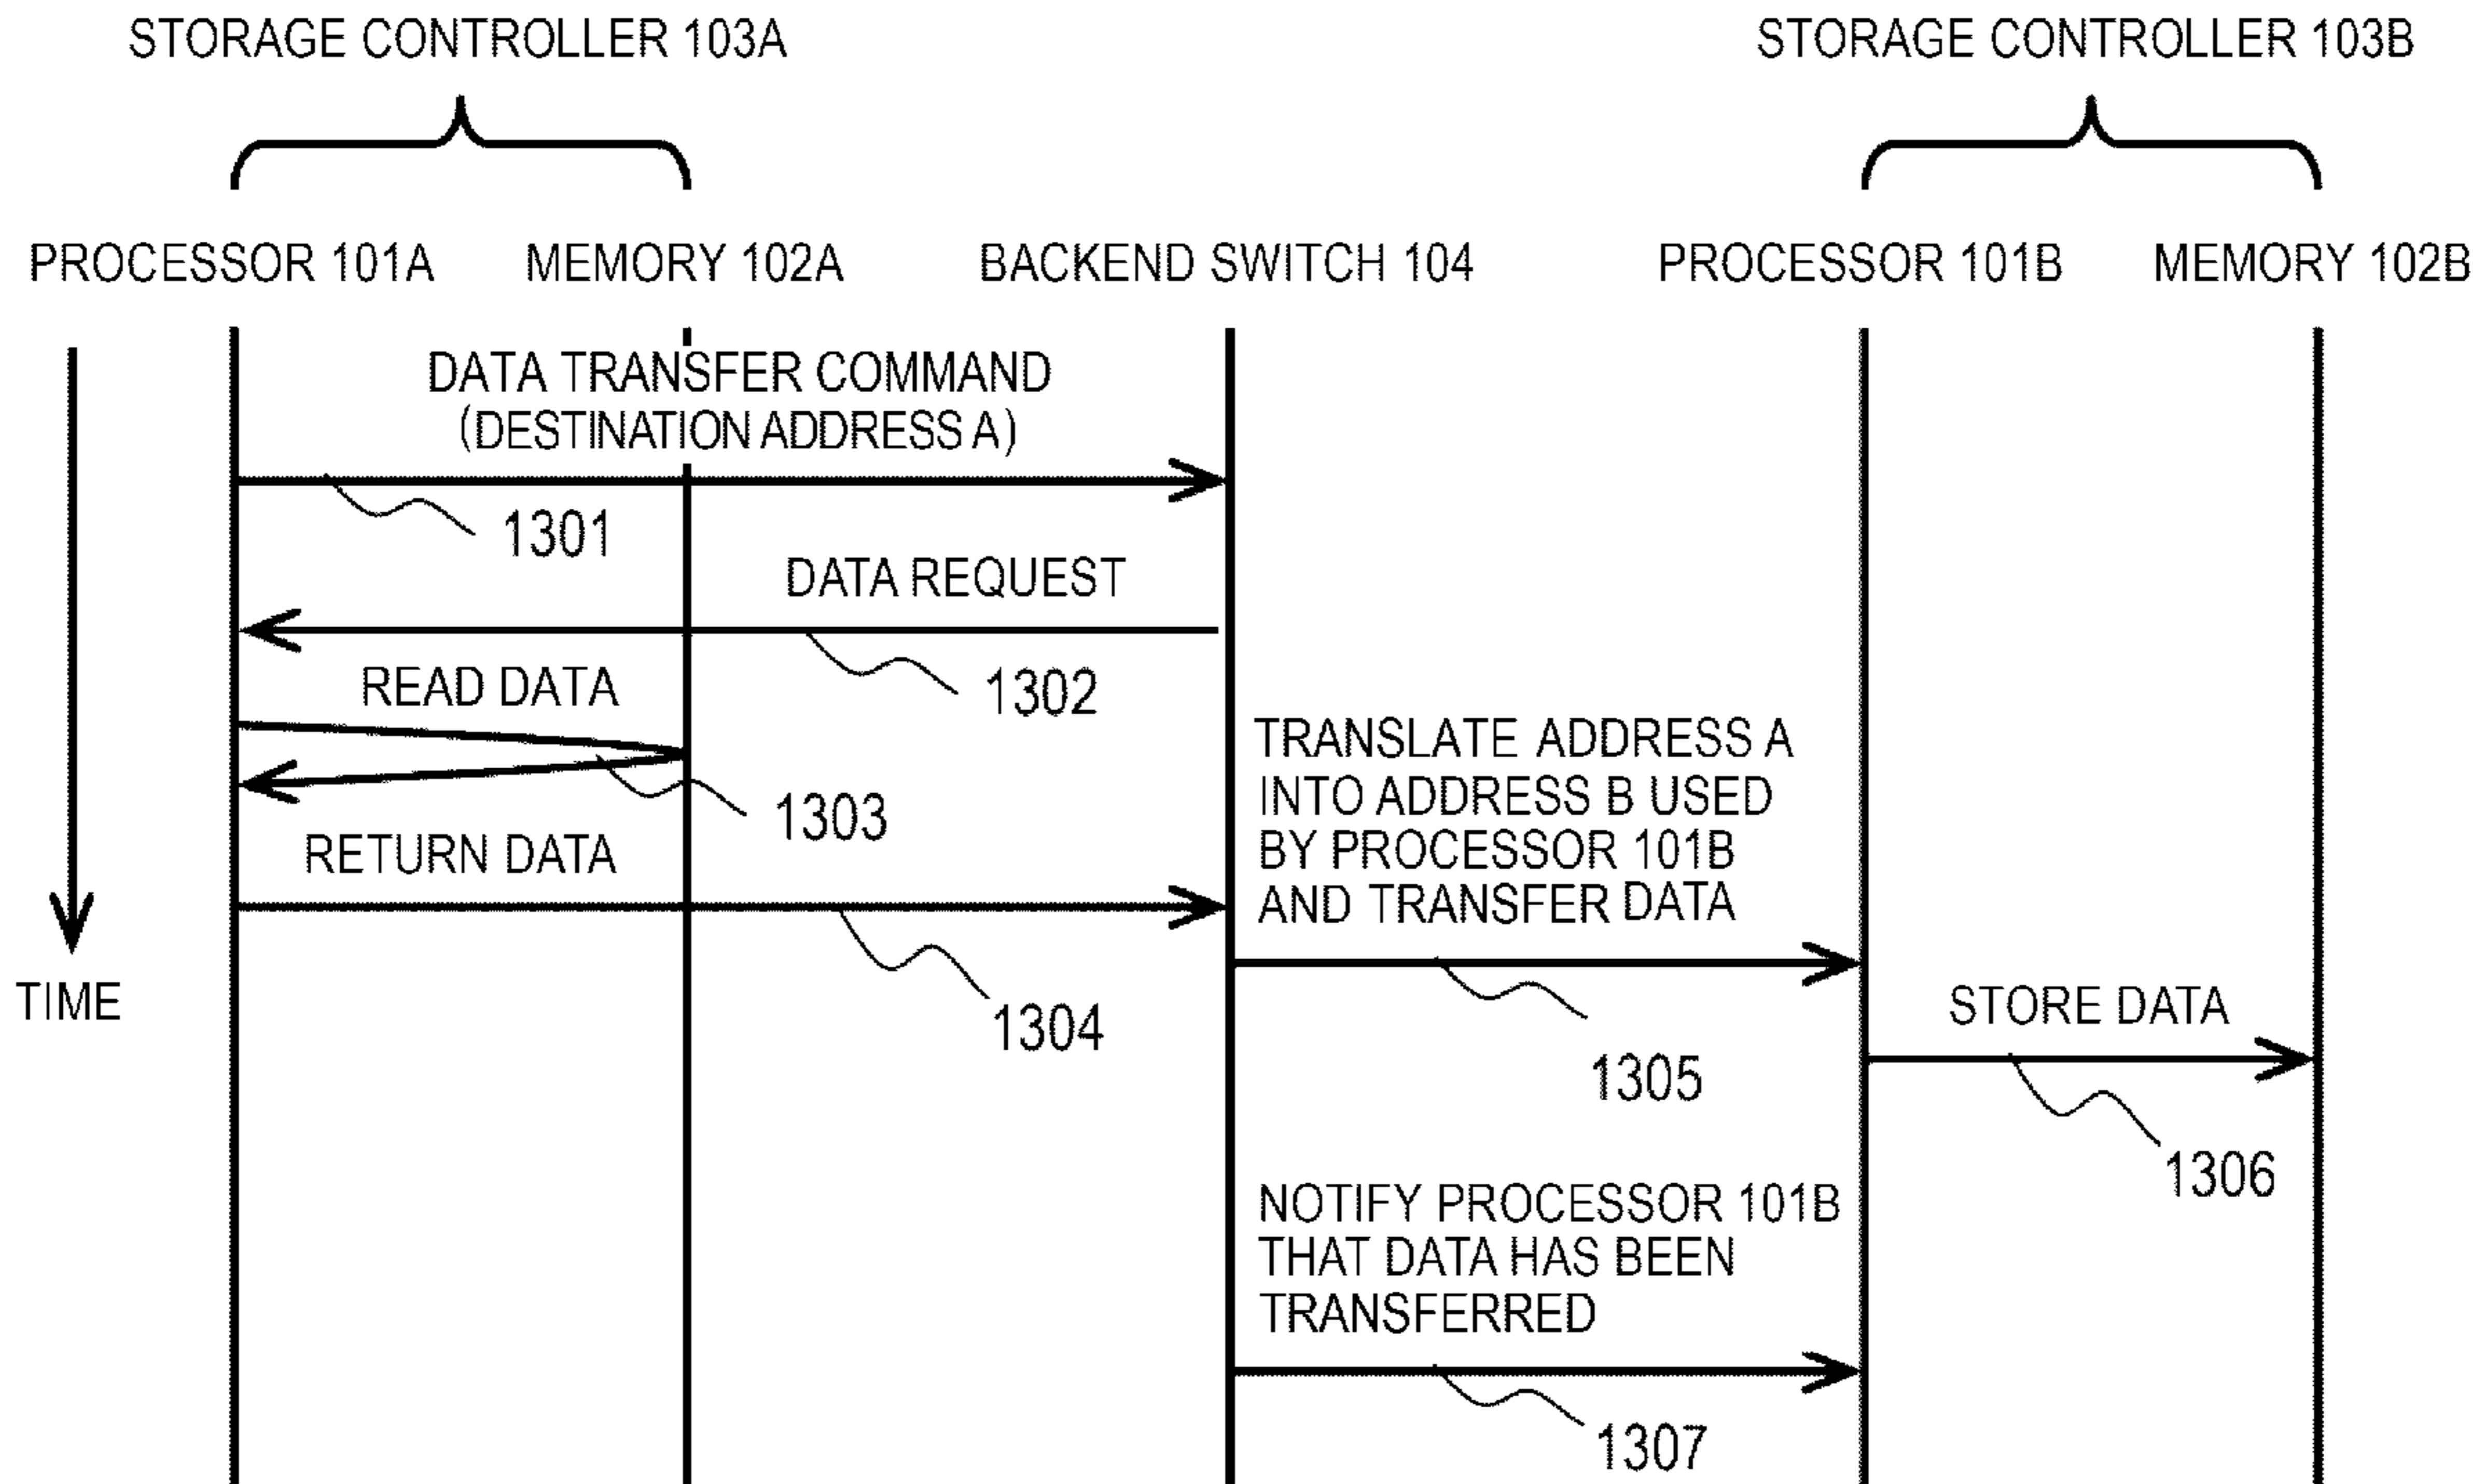 STORAGE CONTROLLER 103A
STORAGE CONTROLLER 103B
PROCESSOR 101A
MEMORY 102A
BACKEND SWITCH 104
PROCESSOR 101B
MEMORY 102B
DATA TRANSFER COMMAND
(DESTINATION ADDRESS A)
1301
DATA REQUEST
1302
READ DATA
1303
RETURN DATA
1304
TIME
TRANSLATE ADDRESS A
INTO ADDRESS B USED
BY PROCESSOR 101B
AND TRANSFER DATA
1305
STORE DATA
1306
NOTIFY PROCESSOR 101B
THAT DATA HAS BEEN
TRANSFERRED
1307